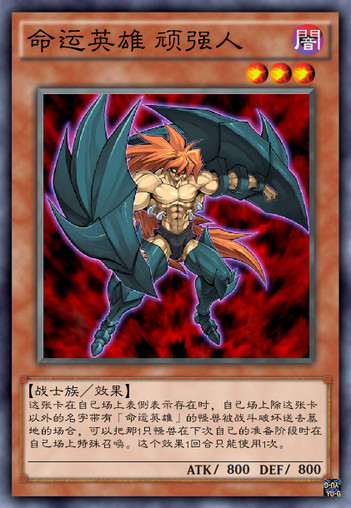 命运英雄 顽强人
闇
【战士族／效果】
这张卡在自己场上表侧表示存在时，自己场上除这张卡
以外的名字带有「命运英雄」的怪兽被战斗破坏送去墓
地的场合，可以把那1只怪兽在下次自己的准备阶段时在
自己场上特殊召唤。这个效果1回合只能使用1次。
ATK/ 800 DEF/ 800
YU-G